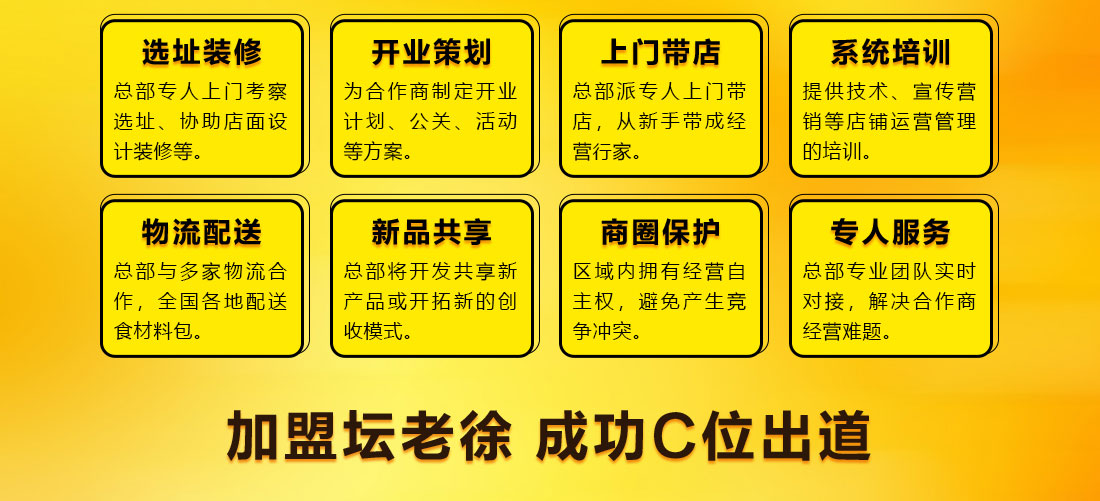 选址装修
总部专人上门考察
选址、协助店面设
计装修等。
开业策划
为合作商制定开业
计划、公关、活动
等方案。
上门带店
总部派专人上门带
店，从新手带成经
营行家。
系统培训
提供技术、宣传营
销等店铺运营管理
的培训。
物流配送
总部与多家物流合
作，全国各地配送
食材料包。
新品共享
总部将开发共享新
产品或开拓新的创
收模式。
商圈保护
区域内拥有经营自
主权，避免产生竞
争冲突。
专人服务
总部专业团队实时
对接，解决合作商
经营难题。
加盟坛老徐 成功C位出道